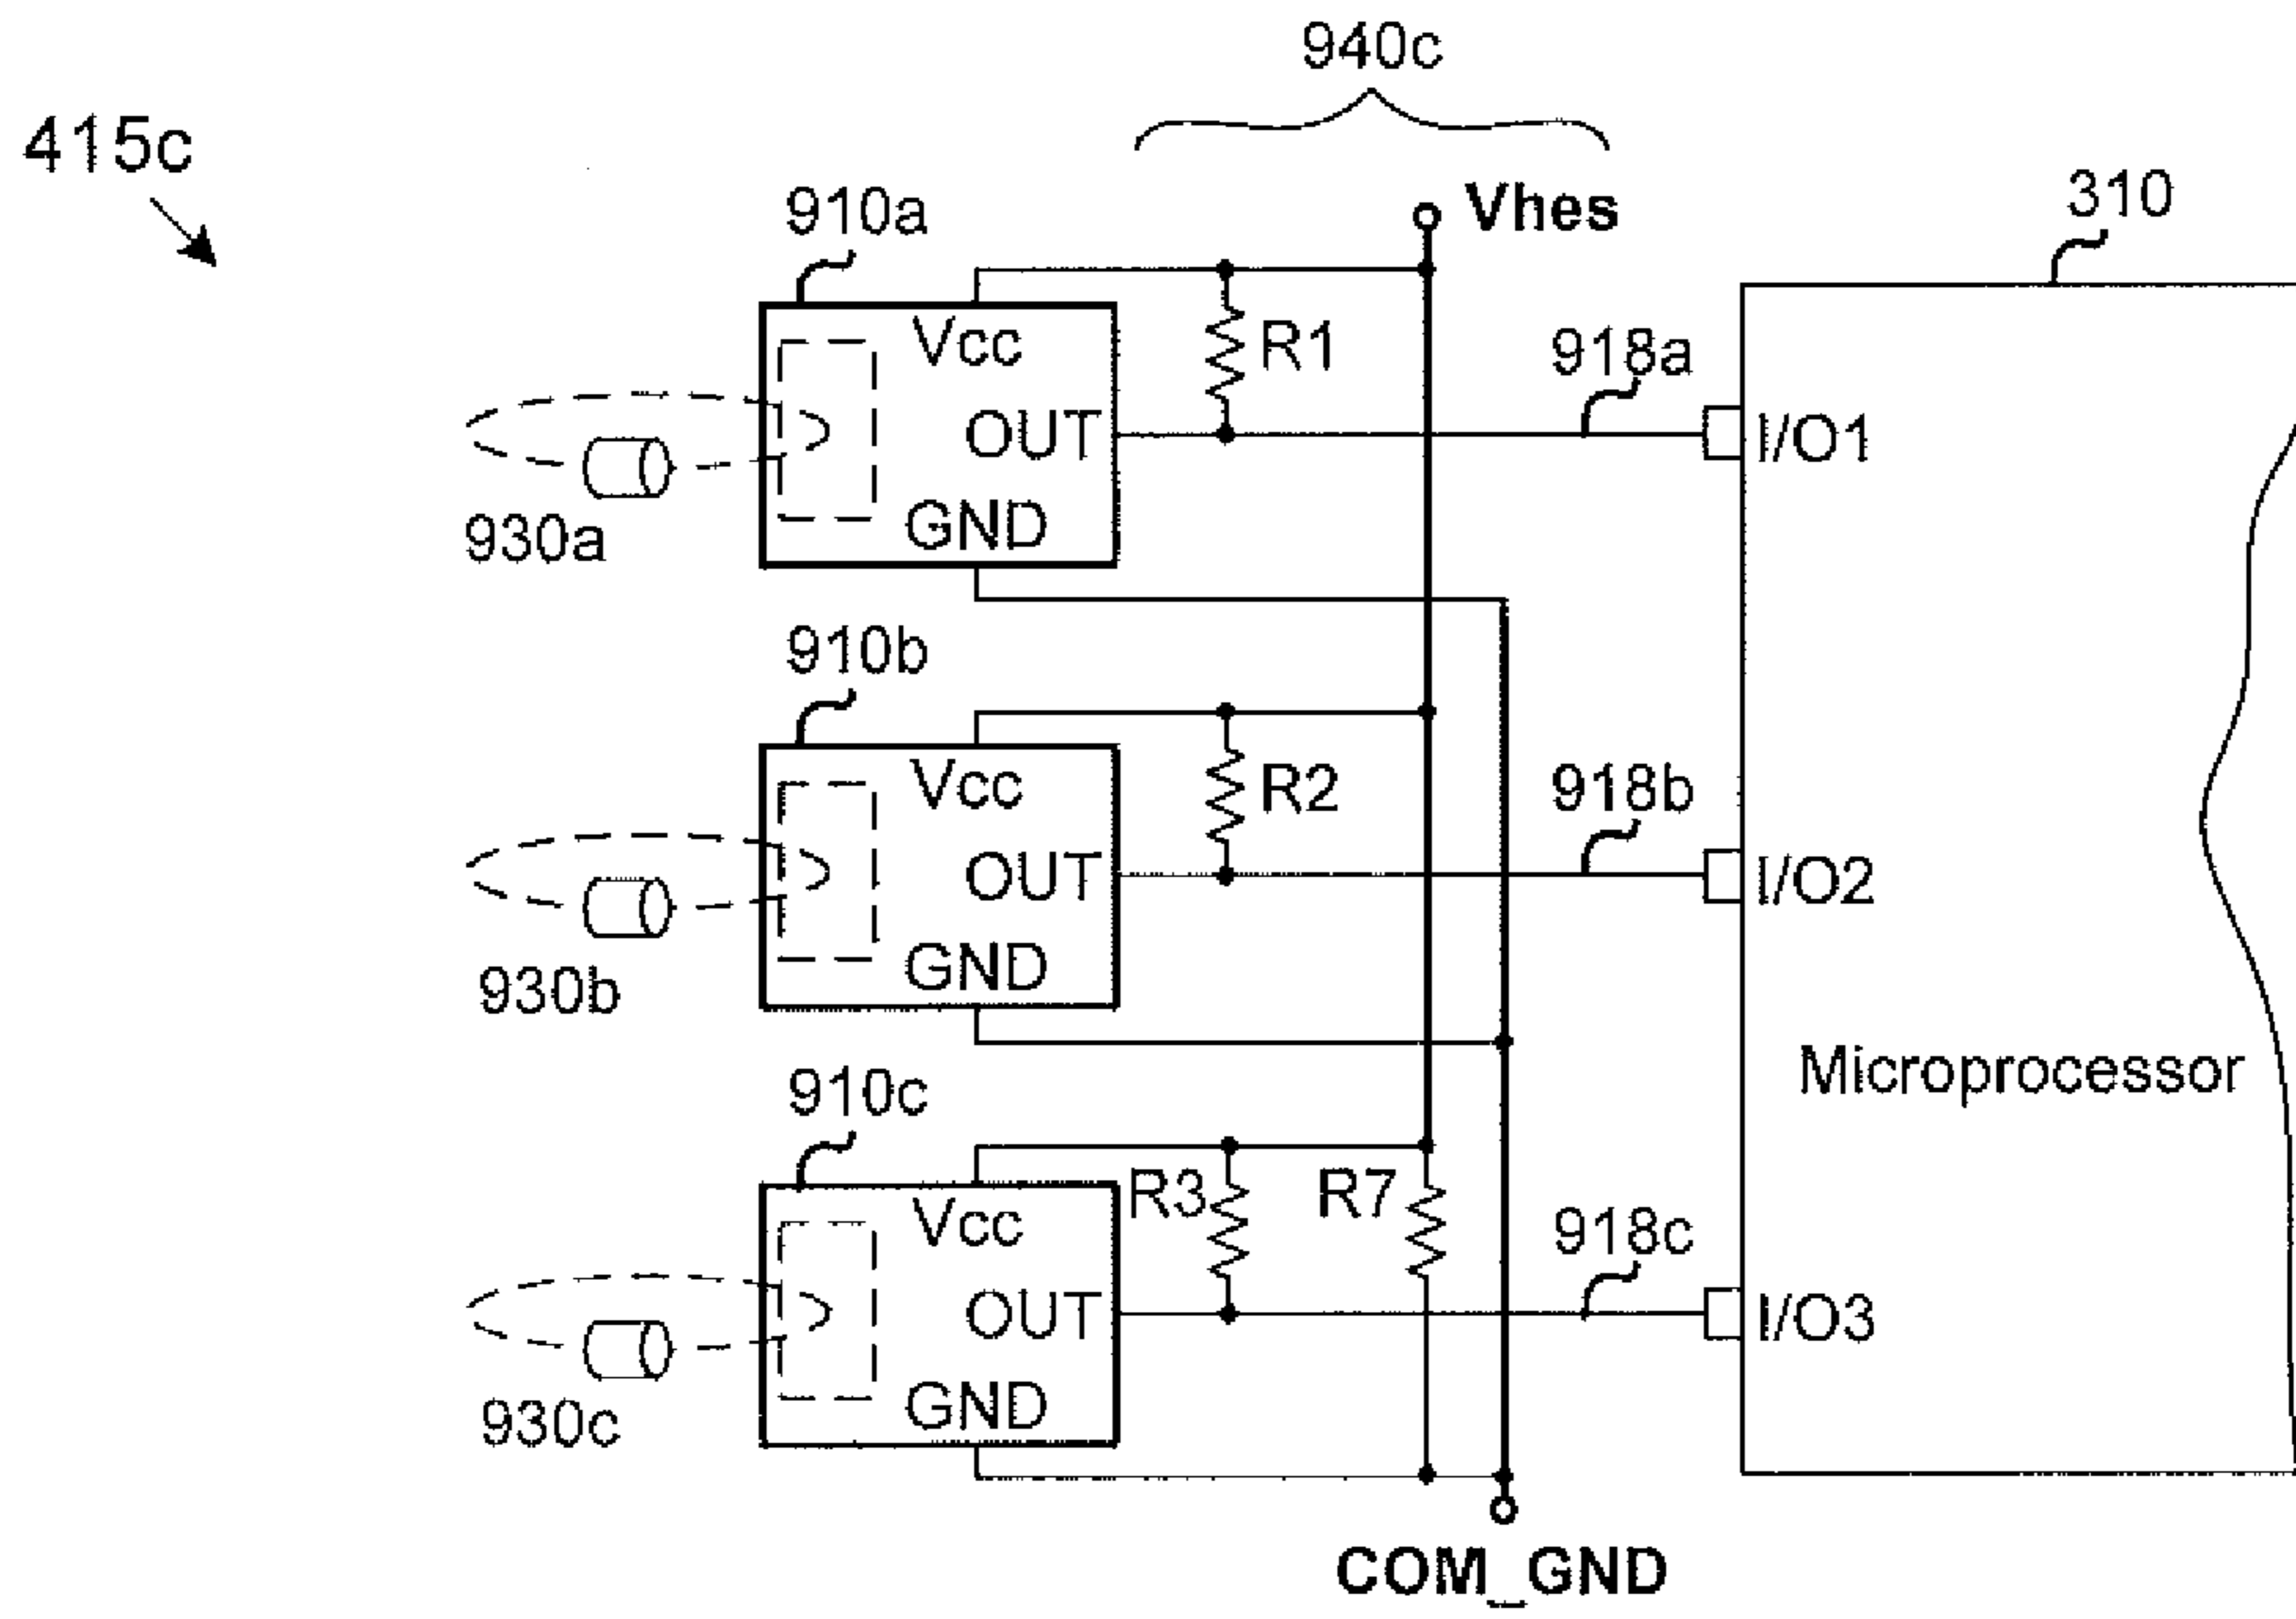 940c
415c
910a
Vhes
310
Vcc
R1
918a
OUT
I/O1
GND
930a
910b
Vcc
R2
918b
OUT
I/O2
GND
930b
Microprocessor
910c
Vcc
R3
R7
918c
OUT
I/O3
GND
930c
COM_GND